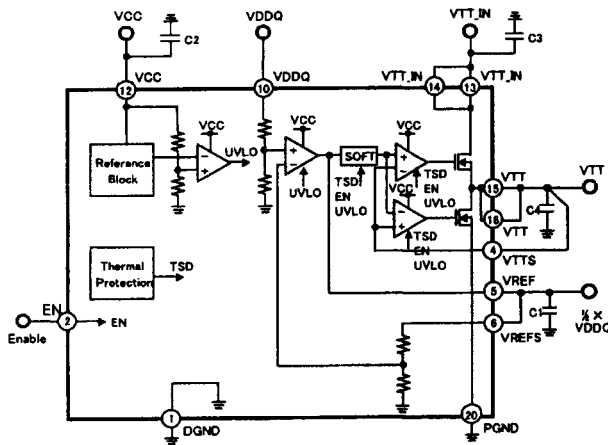 VCC
C2
VDDQ
VTT_IN
C3
VCC
12
VDDQ
10
VTT_IN
14
13
VTT_IN
Reference
Block
VCC
UVLO
VCC
UVLO
SOFT
TSD
EN
UVLO
VCC
TSD
EN
UVLO
VCC
TSD
EN
UVLO
15
VTT
VTT
16
VTT
C4
4
VTTS
Thermal
Protection
TSD
5
VREF
6
VREFS
C1
½ ×
VDDQ
EN
2
EN
Enable
1
DGND
20
PGND